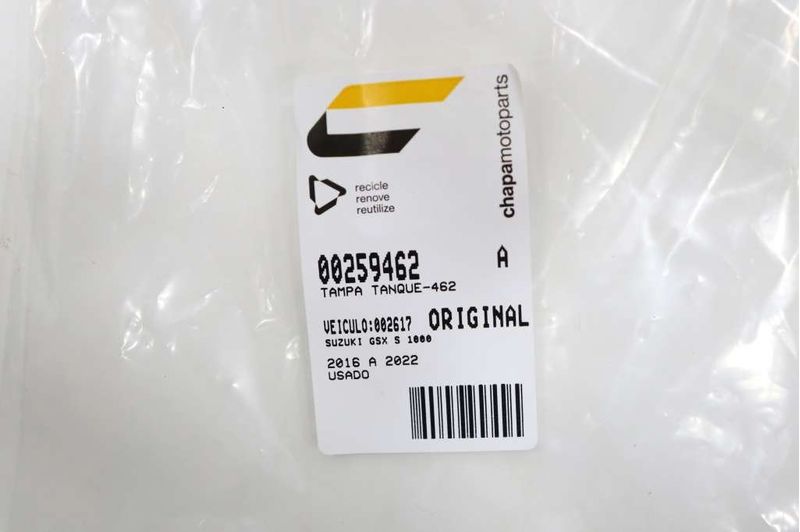 chapamotoparts
recicle
renove
reutilize
00259462
A
TAMPA TANQUE-462
VEICULO:002617 ORIGINAL
SUZUKI GSX S 1000
2016 A 2022
USADO